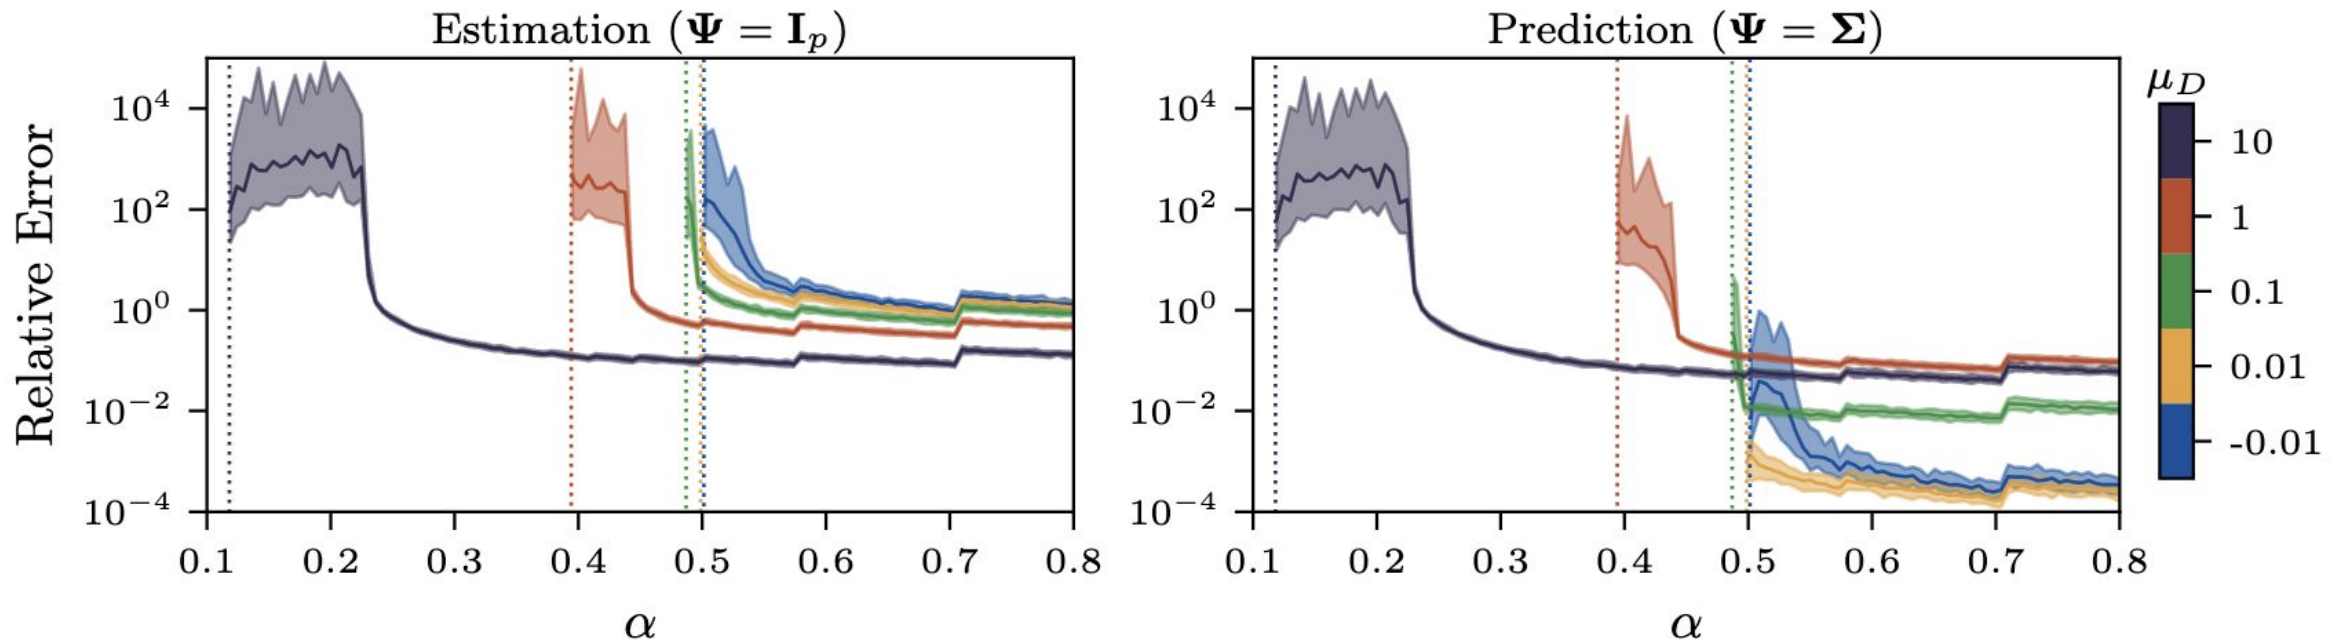 Estimation (Ψ = I_p)
Prediction (Ψ = Σ)
Relative Error
10^4
10^2
10^0
10^−2
10^−4
0.1 0.2 0.3 0.4 0.5 0.6 0.7 0.8
α
10^4
10^2
10^0
10^−2
10^−4
0.1 0.2 0.3 0.4 0.5 0.6 0.7 0.8
α
μ_D
10
1
0.1
0.01
-0.01